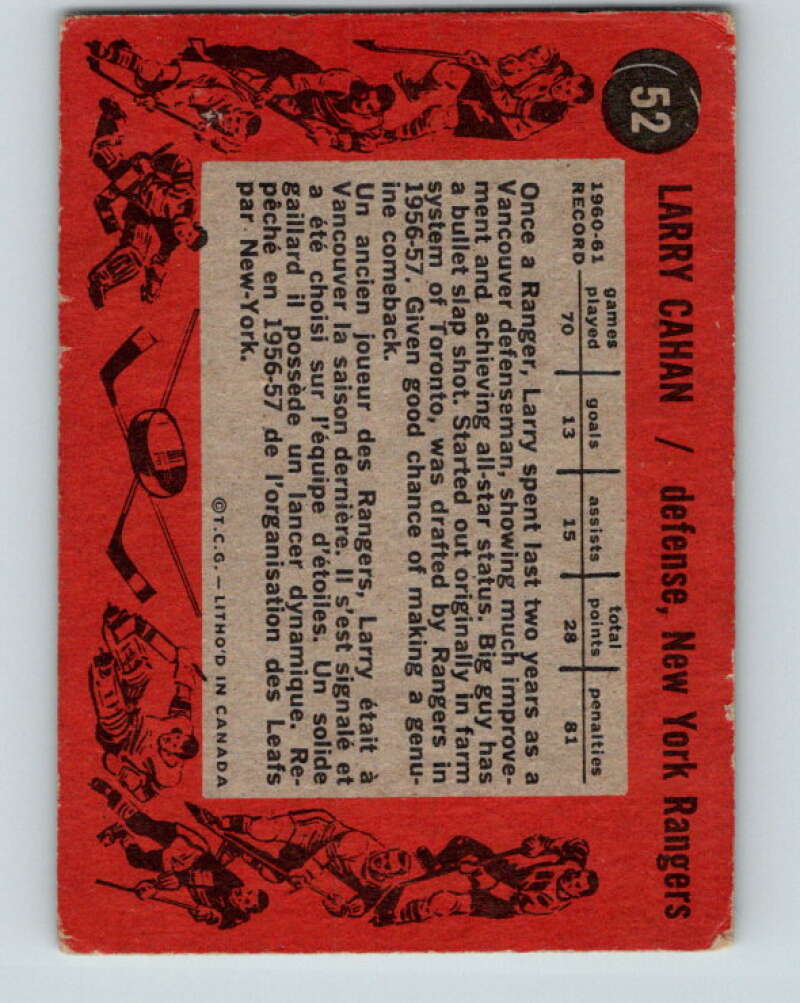 52
LARRY CAHAN / defense, New York Rangers
games total
1960-61 played goals assists points penalties
RECORD 70 13 15 28 81
Once a Ranger, Larry spent last two years as a
Vancouver defenseman, showing much improve-
ment and achieving all-star status. Big guy has
a bullet slap shot. Started out originally in farm
system of Toronto, was drafted by Rangers in
1956-57. Given good chance of making a genu-
ine comeback.
Un ancien joueur des Rangers, Larry était à
Vancouver la saison dernière. Il s'est signalé et
a été choisi sur l'équipe d'étoiles. Un solide
gaillard il possède un lancer dynamique. Re-
pêché en 1956-57 de l'organisation des Leafs
par New-York.
©T.C.G. — LITHO'D IN CANADA